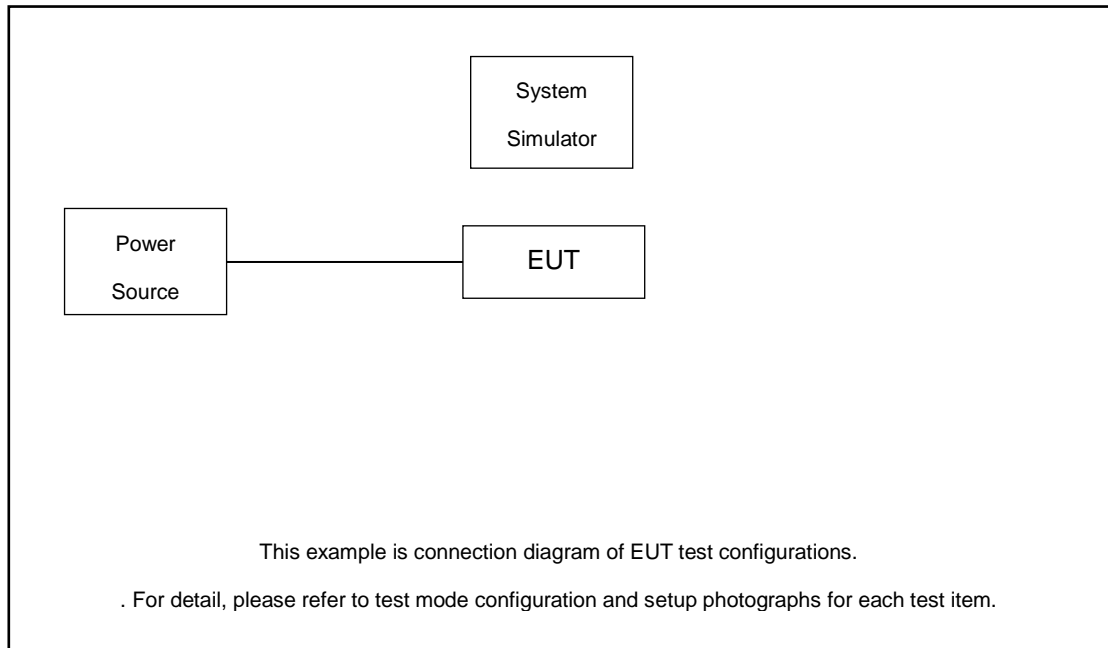 System
Simulator
Power
Source
EUT
This example is connection diagram of EUT test configurations.
. For detail, please refer to test mode configuration and setup photographs for each test item.